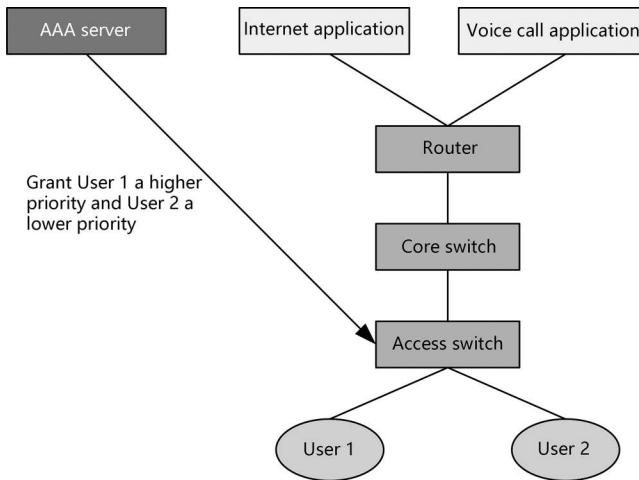 AAA server
Internet application
Voice call application
Router
Grant User 1 a higher
priority and User 2 a
lower priority
Core switch
Access switch
User 1
User 2